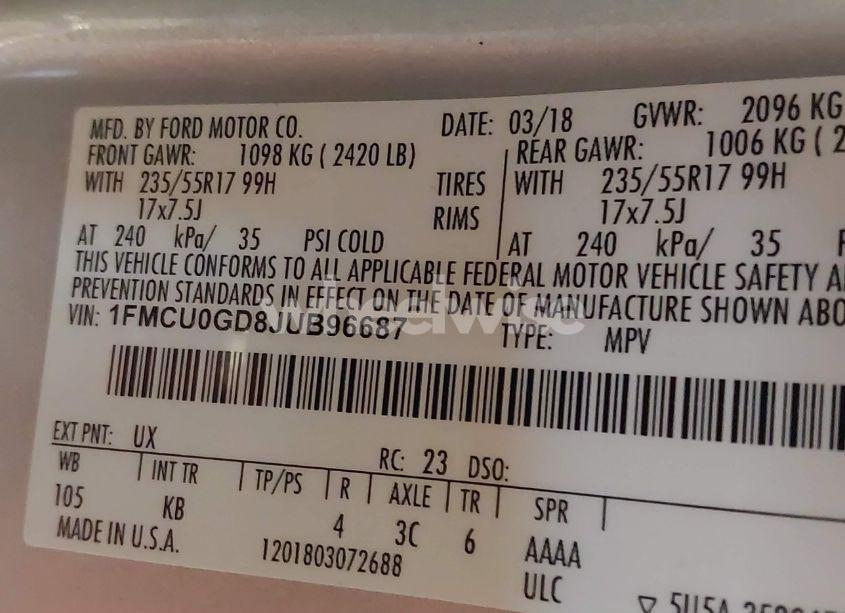 MFD. BY FORD MOTOR CO. DATE: 03/18 GVWR: 2096 KG
FRONT GAWR: 1098 KG ( 2420 LB) REAR GAWR: 1006 KG ( 2
WITH 235/55R17 99H TIRES WITH 235/55R17 99H
17x7.5J RIMS 17x7.5J
AT 240 kPa/ 35 PSI COLD AT 240 kPa/ 35
THIS VEHICLE CONFORMS TO ALL APPLICABLE FEDERAL MOTOR VEHICLE SAFETY A
PREVENTION STANDARDS IN EFFECT ON THE DATE OF MANUFACTURE SHOWN ABO
VIN: 1FMCU0GD8JUB96687 TYPE: MPV
EXT PNT: UX RC: 23 DSO:
WB INT TR TP/PS R AXLE TR SPR
105 KB 4 3C 6 AAAA
MADE IN U.S.A. 1201803072688 ULC